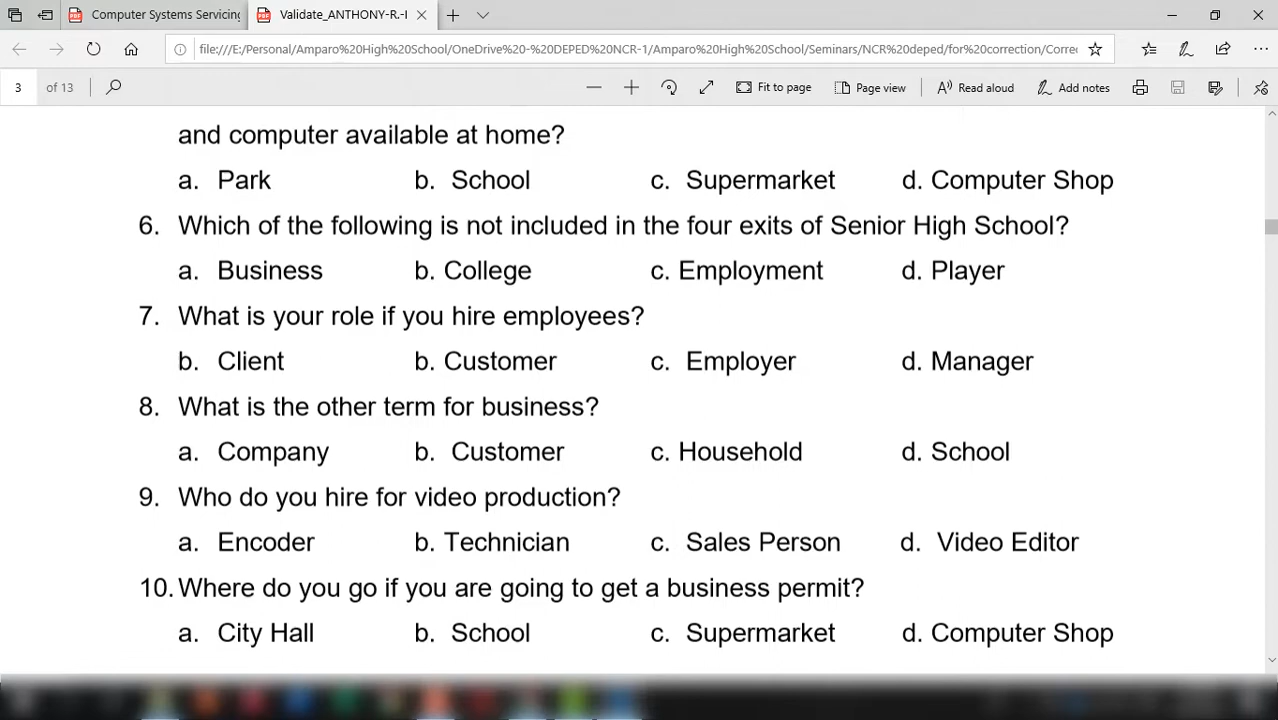 Computer Systems Servicing
Validate_ANTHONY-R.-I
file:///E:/Personal/Amparo%20High%20School/OneDrive%20-%20DEPED%20NCR-1/Amparo%20High%20School/Seminars/NCR%20deped/for%20correction/Correc
3 of 13 Fit to page Page view Read aloud Add notes
and computer available at home?
a. Park b. School c. Supermarket d. Computer Shop
6. Which of the following is not included in the four exits of Senior High School?
a. Business b. College c. Employment d. Player
7. What is your role if you hire employees?
b. Client b. Customer c. Employer d. Manager
8. What is the other term for business?
a. Company b. Customer c. Household d. School
9. Who do you hire for video production?
a. Encoder b. Technician c. Sales Person d. Video Editor
10. Where do you go if you are going to get a business permit?
a. City Hall b. School c. Supermarket d. Computer Shop